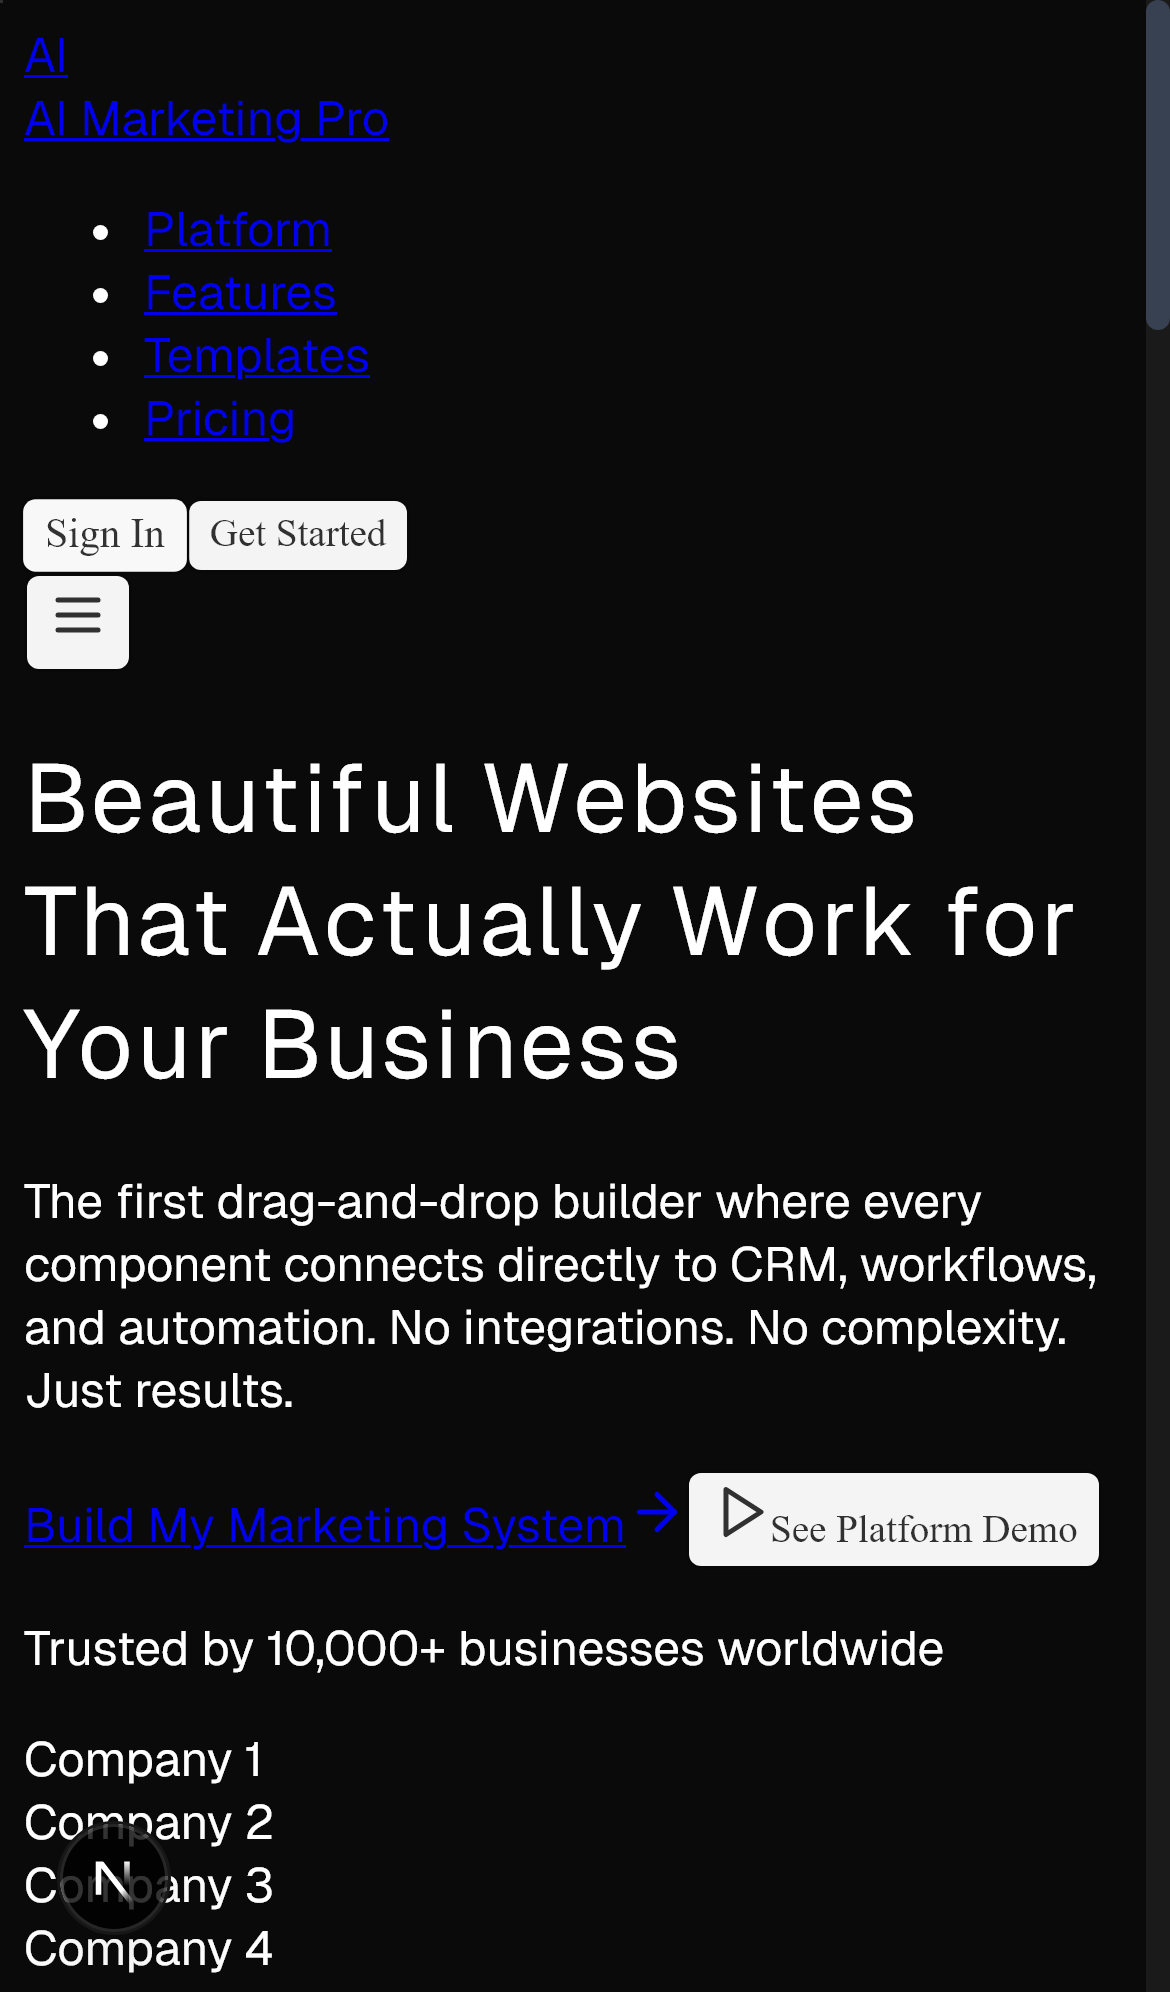 AI
AI Marketing Pro
Platform
Features
Templates
Pricing
Sign In Get Started
Beautiful Websites
That Actually Work for
Your Business
The first drag-and-drop builder where every
component connects directly to CRM, workflows,
and automation. No integrations. No complexity.
Just results.
Build My Marketing System → See Platform Demo
Trusted by 10,000+ businesses worldwide
Company 1
Company 2
Company 3
Company 4
N